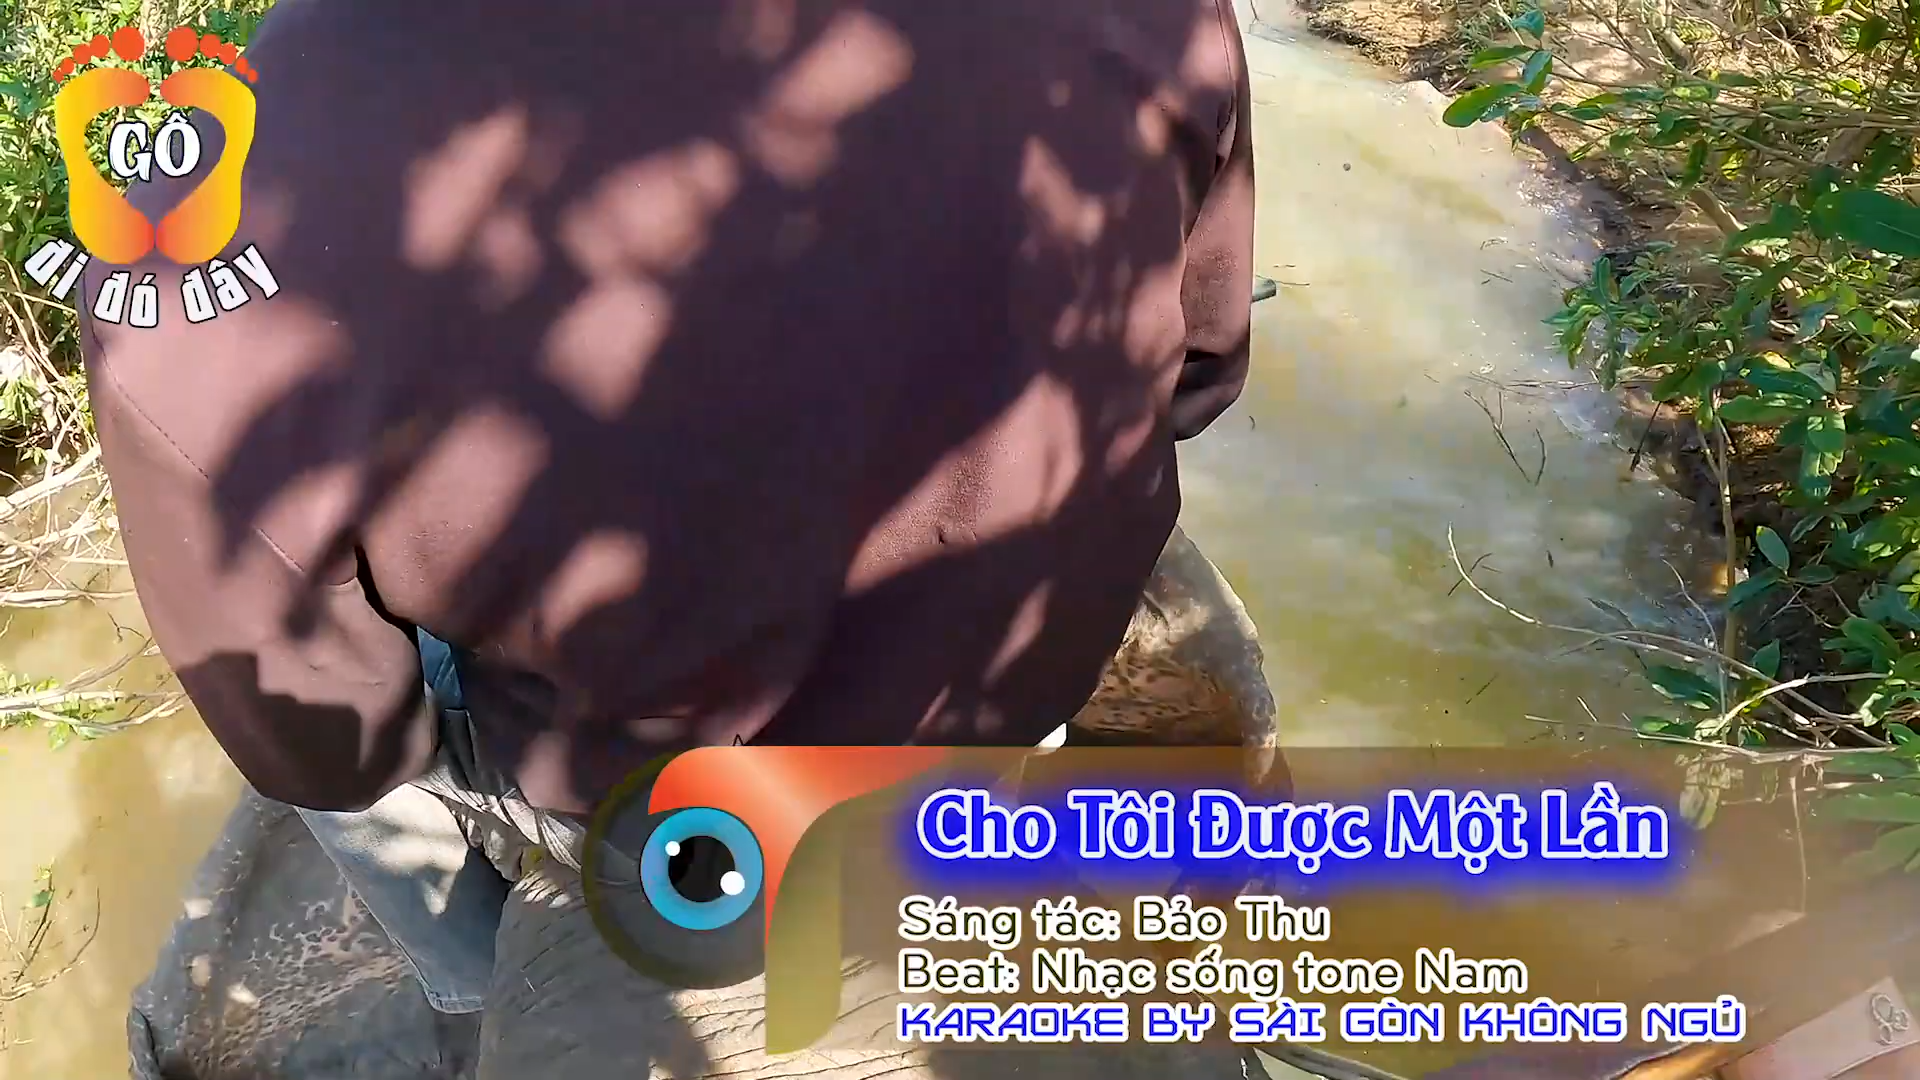 GÔ
đi đó đây
Cho Tôi Được Một Lần
Sáng tác: Bảo Thu
Beat: Nhạc sống tone Nam
KARAOKE BY SÀI GÒN KHÔNG NGỦ